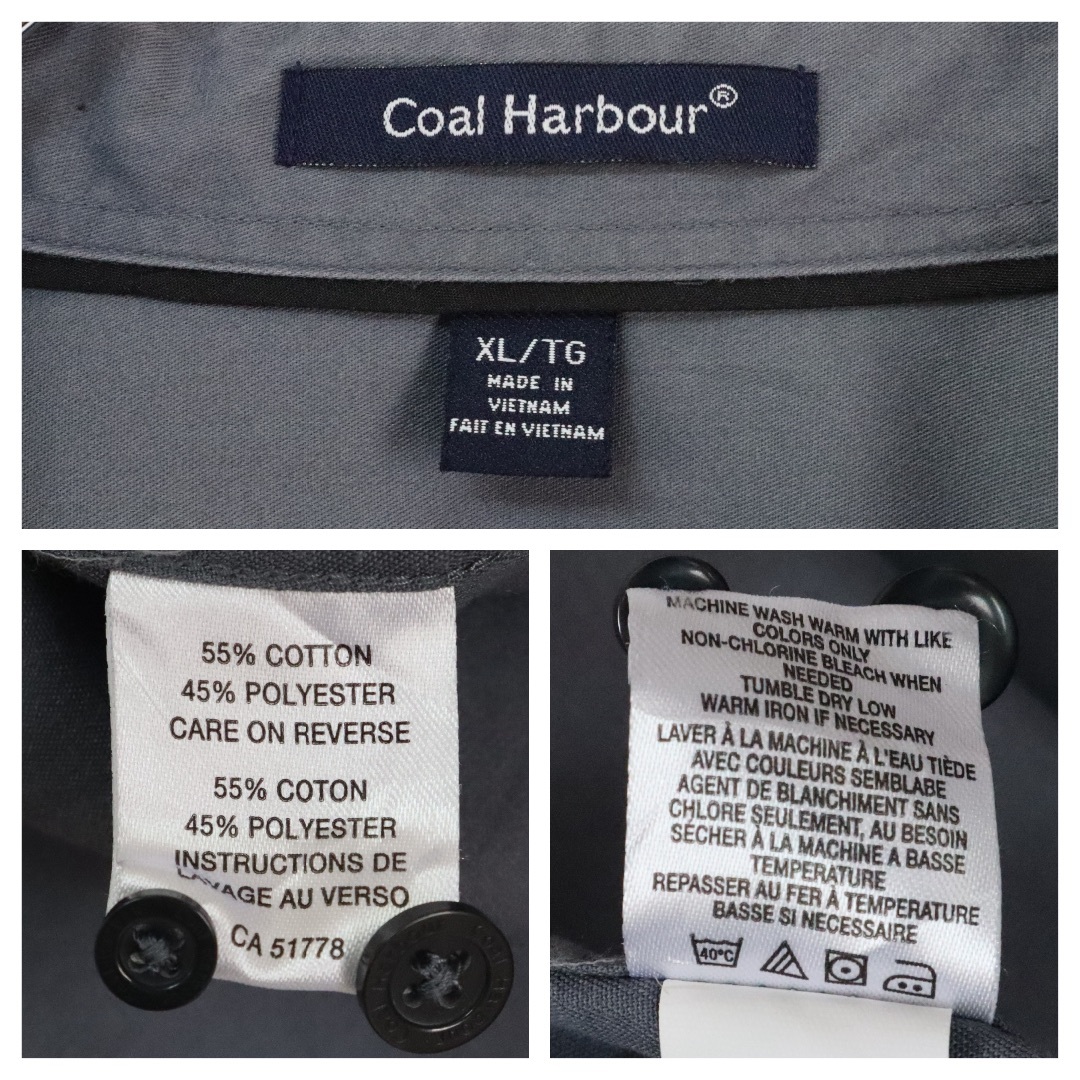 Coal Harbour®
XL/TG
MADE IN
VIETNAM
FAIT EN VIETNAM
55% COTTON
45% POLYESTER
CARE ON REVERSE
55% COTON
45% POLYESTER
INSTRUCTIONS DE
LAVAGE AU VERSO
CA 51778
MACHINE WASH WARM WITH LIKE
COLORS ONLY
NON-CHLORINE BLEACH WHEN
NEEDED
TUMBLE DRY LOW
WARM IRON IF NECESSARY
LAVER À LA MACHINE À L'EAU TIÈDE
AVEC COULEURS SEMBLABE
AGENT DE BLANCHIMENT SANS
CHLORE SEULEMENT, AU BESOIN
SÉCHER À LA MACHINE A BASSE
TEMPERATURE
REPASSER AU FER À TEMPERATURE
BASSE SI NECESSAIRE
40°C